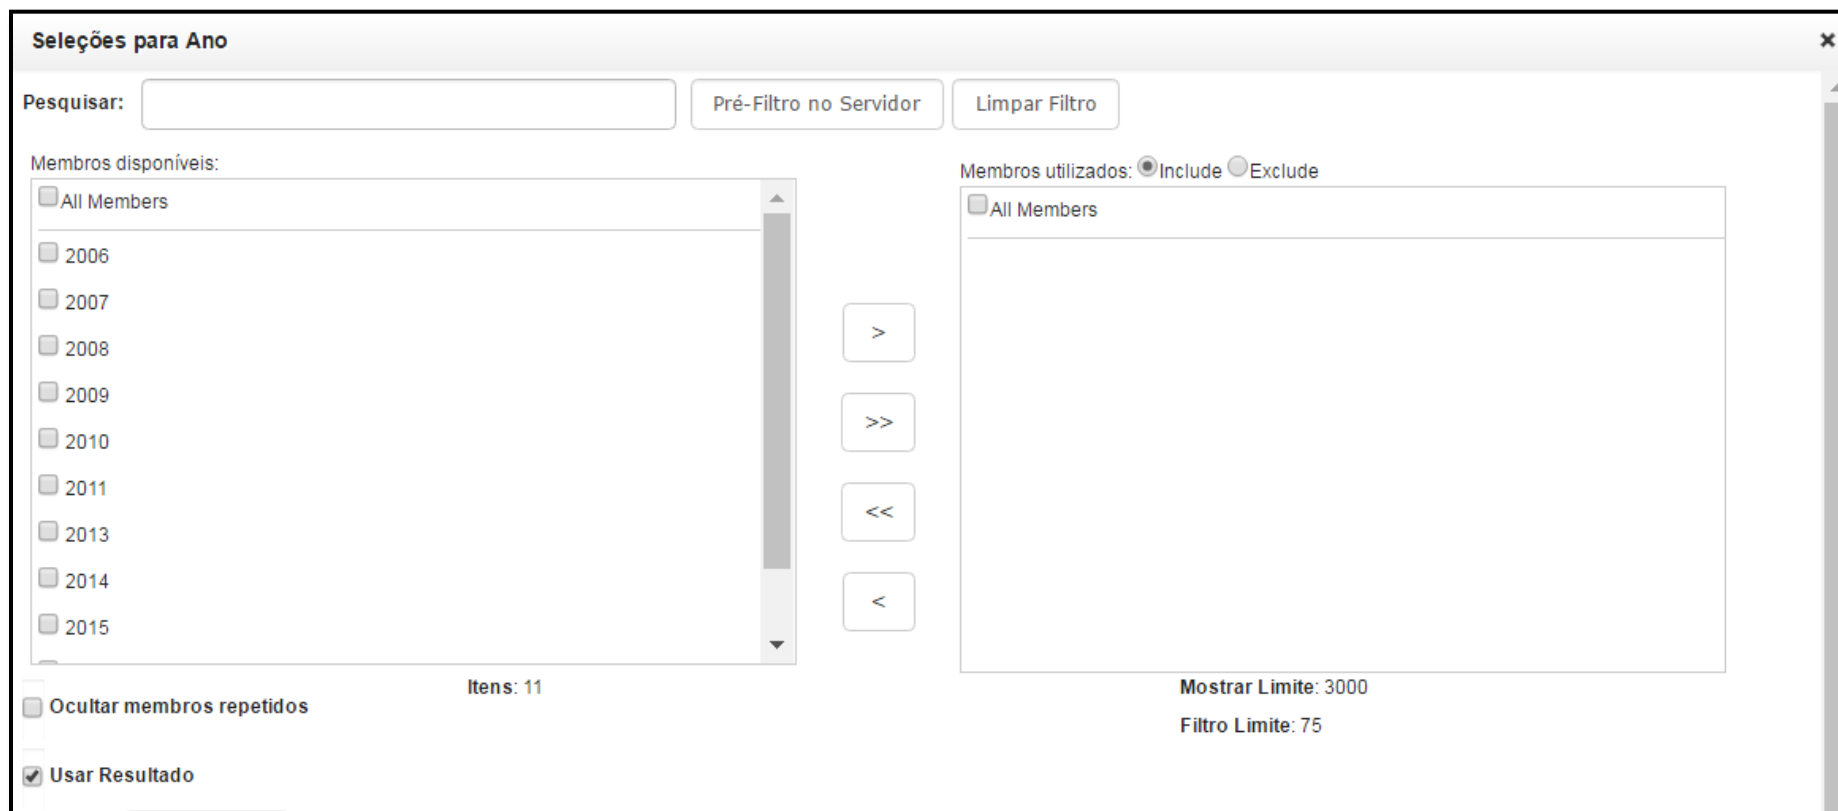 Seleções para Ano
Pesquisar: Pré-Filtro no Servidor Limpar Filtro
Membros disponíveis:
All Members
2006
2007
2008
2009
2010
2011
2013
2014
2015
Itens: 11
>
>>
<<
<
Membros utilizados: Include Exclude
All Members
Mostrar Limite: 3000
Filtro Limite: 75
Ocultar membros repetidos
Usar Resultado